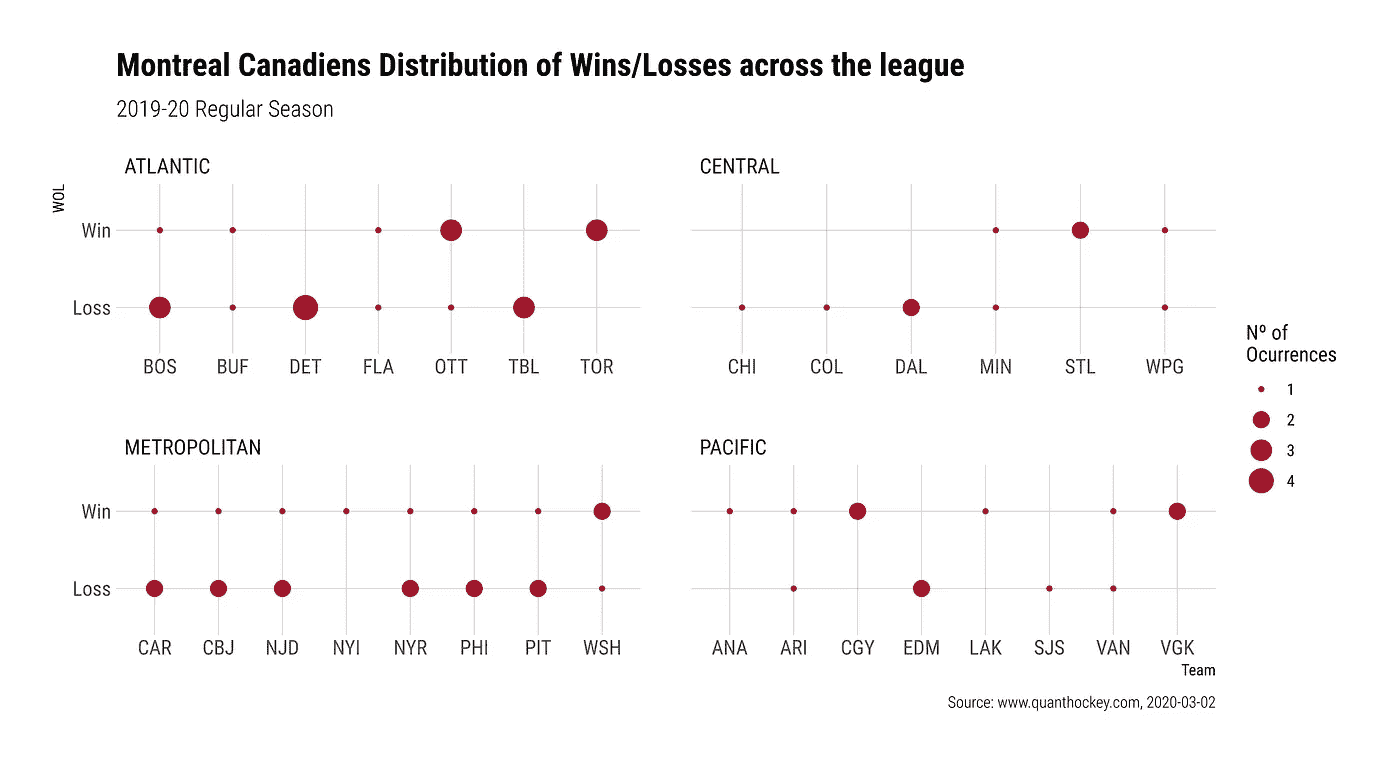 Montreal Canadiens Distribution of Wins/Losses across the league
2019-20 Regular Season
ATLANTIC
WOL
Win
Loss
BOS BUF DET FLA OTT TBL TOR
CENTRAL
CHI COL DAL MIN STL WPG
METROPOLITAN
Win
Loss
CAR CBJ NJD NYI NYR PHI PIT WSH
PACIFIC
ANA ARI CGY EDM LAK SJS VAN VGK
Team
Nº of
Ocurrences
1
2
3
4
Source: www.quanthockey.com, 2020-03-02